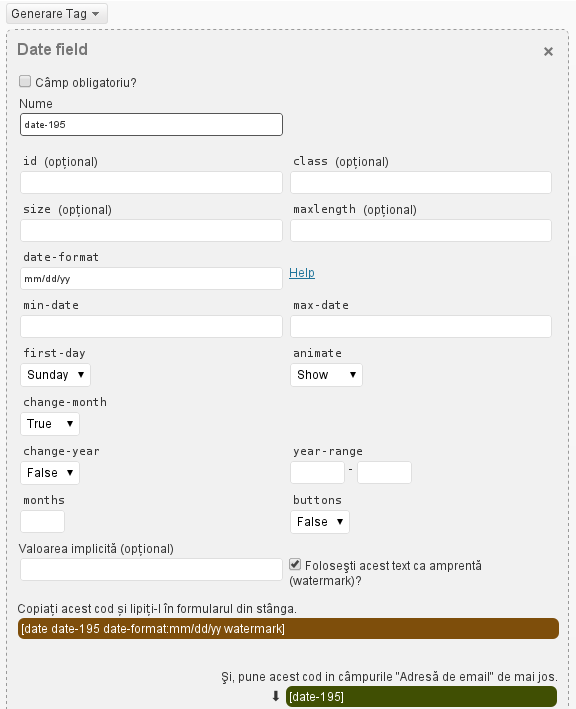 Generare Tag
Date field
×
Câmp obligatoriu?
Nume
date-195
id (opțional) class (opțional)
size (opțional) maxlength (opțional)
date-format
mm/dd/yy Help
min-date max-date
first-day animate
Sunday Show
change-month
True
change-year year-range
False -
months buttons
False
Valoarea implicită (opțional)
Folosești acest text ca amprentă
(watermark)?
Copiați acest cod și lipiți-l în formularul din stânga.
[date date-195 date-format:mm/dd/yy watermark]
Şi, pune acest cod in câmpurile "Adresă de email" de mai jos.
[date-195]